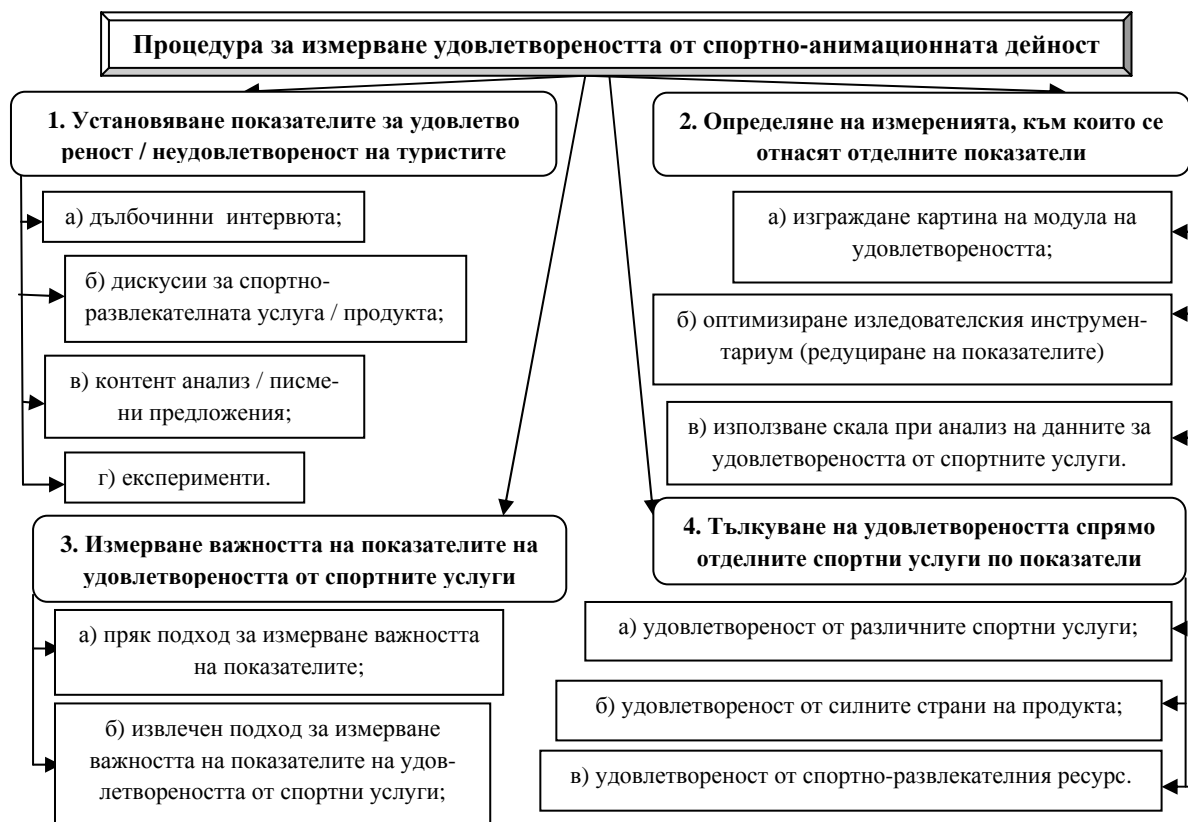 Процедура за измерване удовлетвореността от спортно-анимационната дейност
1. Установяване показателите за удовлетво
реност / неудовлетвореност на туристите
а) дълбочинни интервюта;
б) дискусии за спортно-
развлекателната услуга / продукта;
в) контент анализ / писме-
ни предложения;
г) експерименти.
2. Определяне на измеренията, към които се
отнасят отделните показатели
а) изграждане картина на модула на
удовлетвореността;
б) оптимизиране изледователския инструмен-
тариум (редуциране на показателите)
в) използване скала при анализ на данните за
удовлетвореността от спортните услуги.
3. Измерване важността на показателите на
удовлетвореността от спортните услуги
а) пряк подход за измерване важността
на показателите;
б) извлечен подход за измерване
важността на показателите на удов-
летвореността от спортни услуги;
4. Тълкуване на удовлетвореността спрямо
отделните спортни услуги по показатели
а) удовлетвореност от различните спортни услуги;
б) удовлетвореност от силните страни на продукта;
в) удовлетвореност от спортно-развлекателния ресурс.